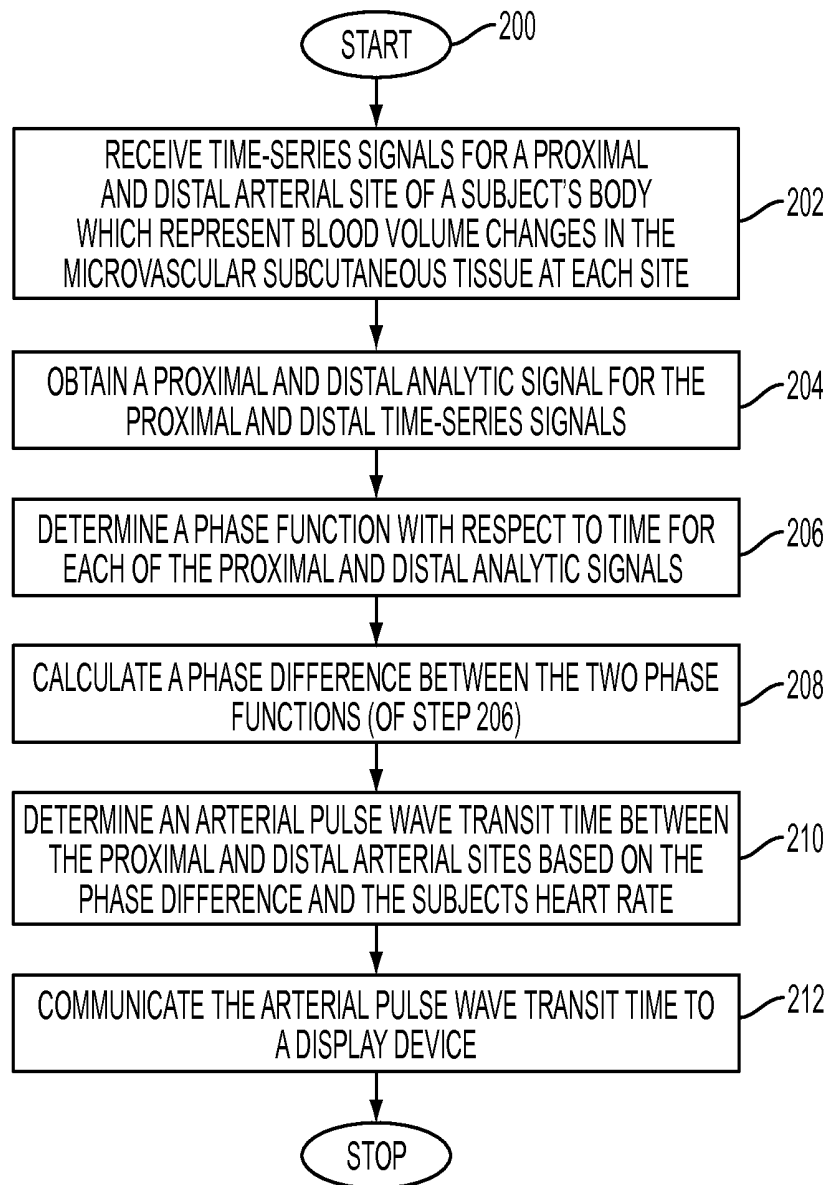 START
200
RECEIVE TIME-SERIES SIGNALS FOR A PROXIMAL
AND DISTAL ARTERIAL SITE OF A SUBJECT'S BODY
WHICH REPRESENT BLOOD VOLUME CHANGES IN THE
MICROVASCULAR SUBCUTANEOUS TISSUE AT EACH SITE
202
OBTAIN A PROXIMAL AND DISTAL ANALYTIC SIGNAL FOR THE
PROXIMAL AND DISTAL TIME-SERIES SIGNALS
204
DETERMINE A PHASE FUNCTION WITH RESPECT TO TIME FOR
EACH OF THE PROXIMAL AND DISTAL ANALYTIC SIGNALS
206
CALCULATE A PHASE DIFFERENCE BETWEEN THE TWO PHASE
FUNCTIONS (OF STEP 206)
208
DETERMINE AN ARTERIAL PULSE WAVE TRANSIT TIME BETWEEN
THE PROXIMAL AND DISTAL ARTERIAL SITES BASED ON THE
PHASE DIFFERENCE AND THE SUBJECTS HEART RATE
210
COMMUNICATE THE ARTERIAL PULSE WAVE TRANSIT TIME TO
A DISPLAY DEVICE
212
STOP